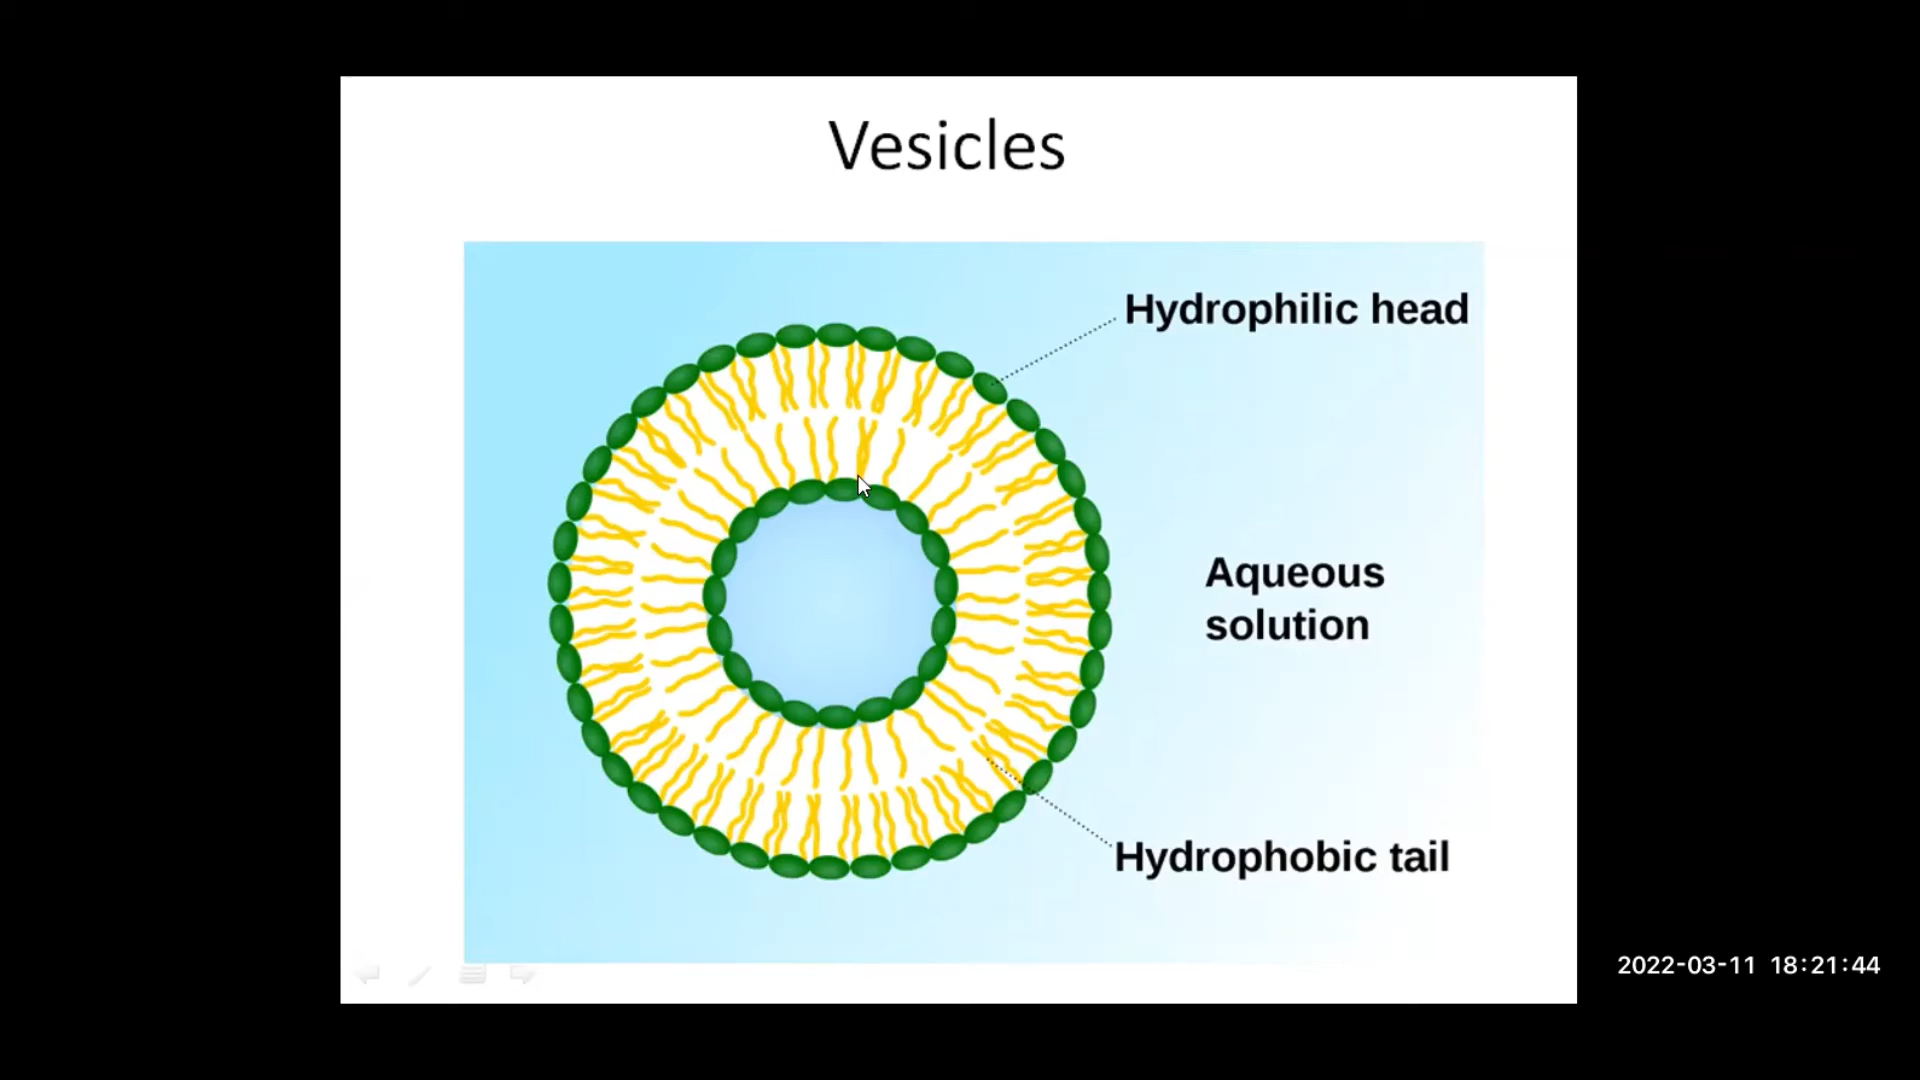 Vesicles
Hydrophilic head
Aqueous
solution
Hydrophobic tail
2022-03-11 18:21:44